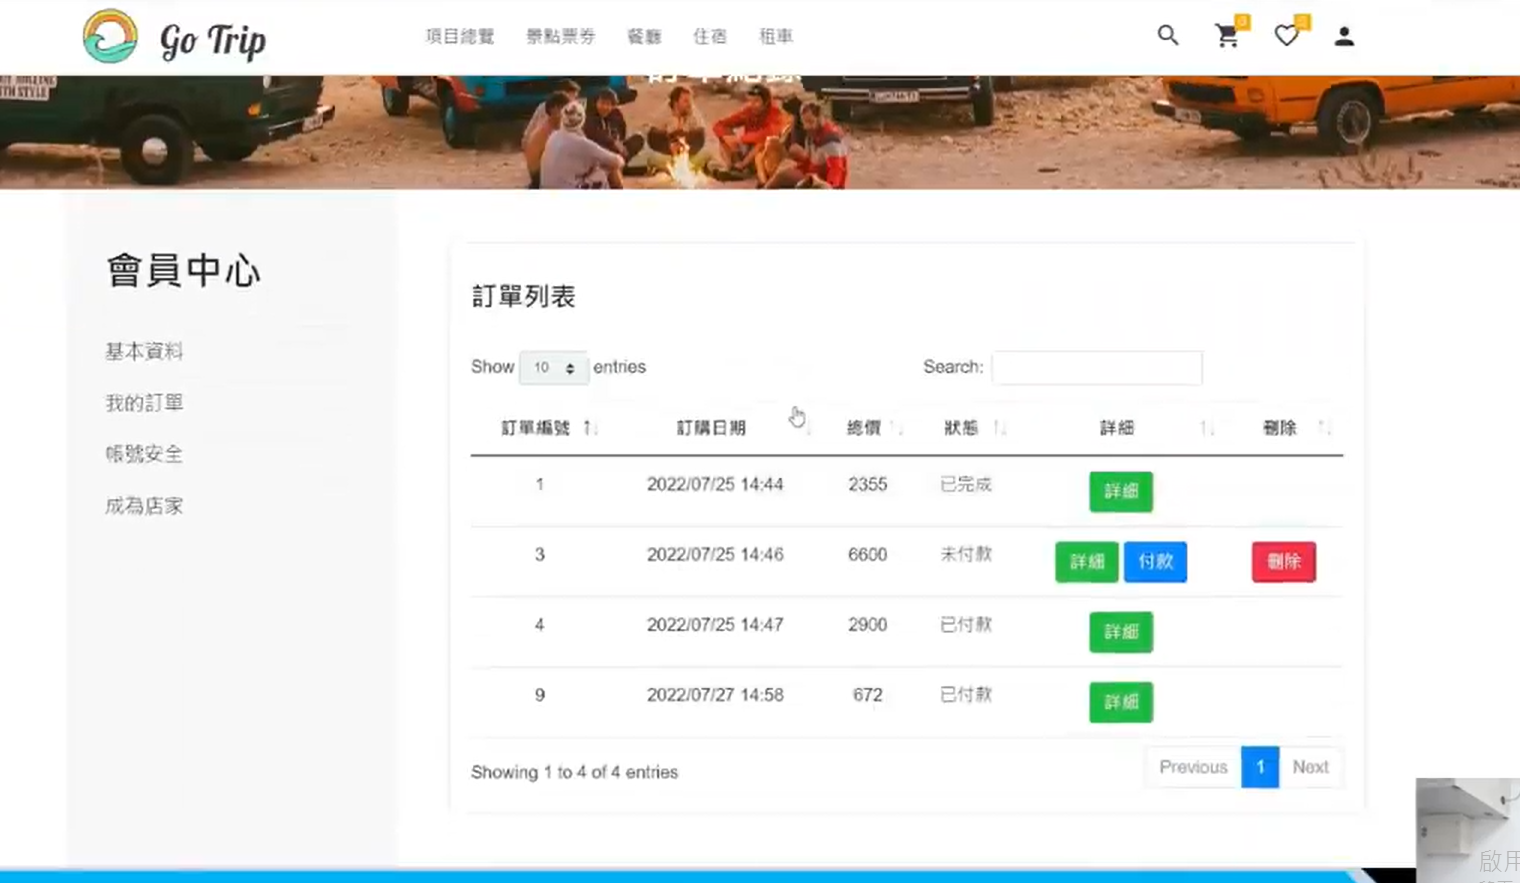 Go Trip
項目總覽 景點票券 餐廳 住宿 租車
會員中心
基本資料
我的訂單
帳號安全
成為店家
訂單列表
Show 10 entries
Search:
訂單編號 訂購日期 總價 狀態 詳細 刪除
1 2022/07/25 14:44 2355 已完成 詳細
3 2022/07/25 14:46 6600 未付款 詳細 付款 刪除
4 2022/07/25 14:47 2900 已付款 詳細
9 2022/07/27 14:58 672 已付款 詳細
Showing 1 to 4 of 4 entries
Previous 1 Next
啟用